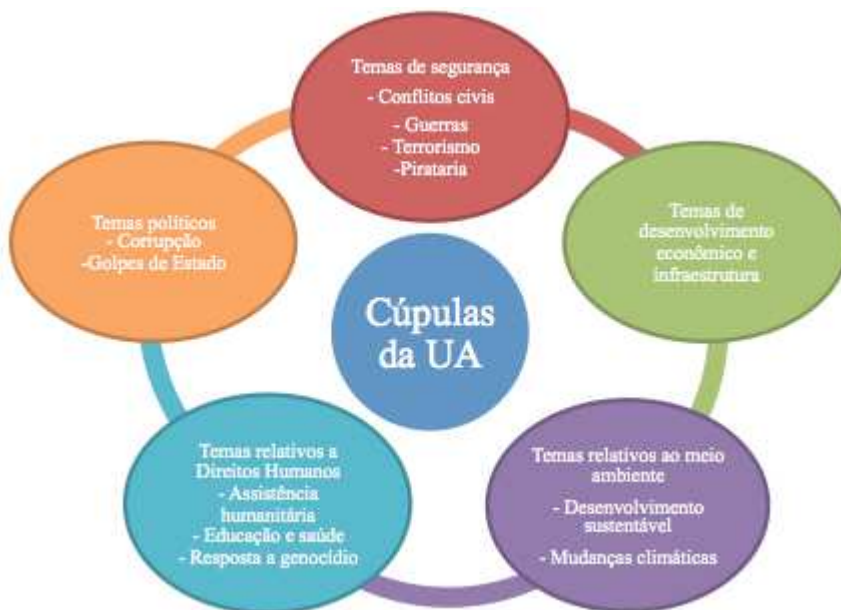 Temas de segurança
- Conflitos civis
- Guerras
- Terrorismo
-Pirataria
Temas de
desenvolvimento
econômico e
infraestrutura
Temas relativos ao meio
ambiente
- Desenvolvimento
sustentável
- Mudanças climáticas
Temas relativos a
Direitos Humanos
- Assistência
humanitária
- Educação e saúde
- Resposta a genocídio
Temas políticos
- Corrupção
-Golpes de Estado
Cúpulas
da UA